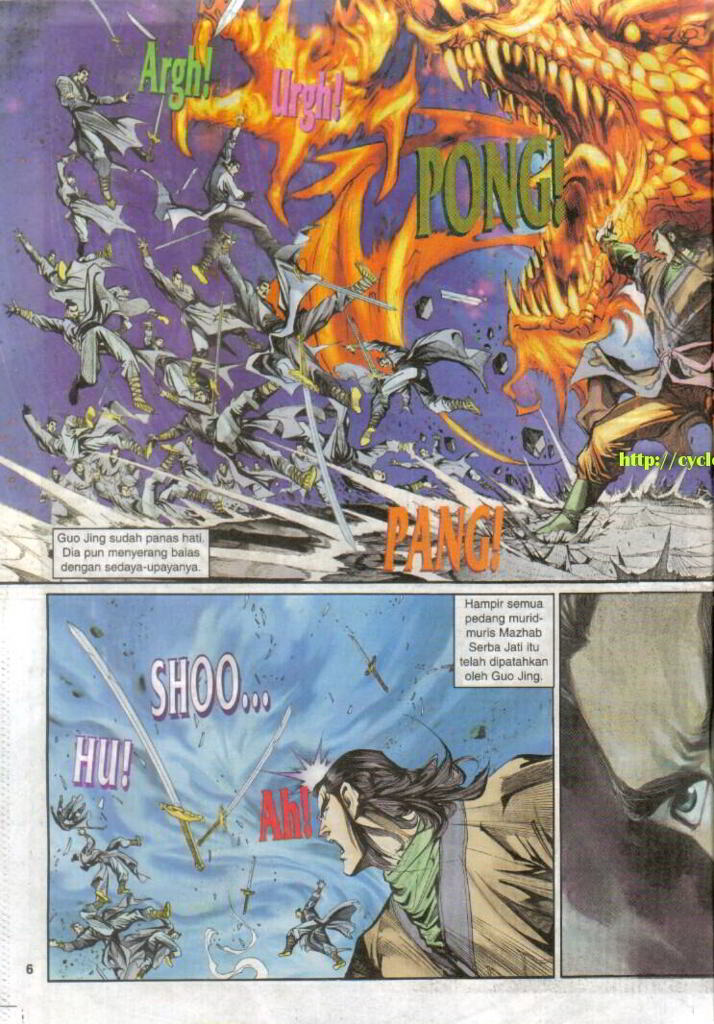 Argh!
Urgh!
PONG!
http://cycl
PANG!
Guo Jing sudah panas hati.
Dia pun menyerang balas
dengan sedaya-upayanya.
Hampir semua
pedang murid-
muris Mazhab
Serba Jati itu
telah dipatahkan
oleh Guo Jing.
SHOO...
HU!
Ah!
6